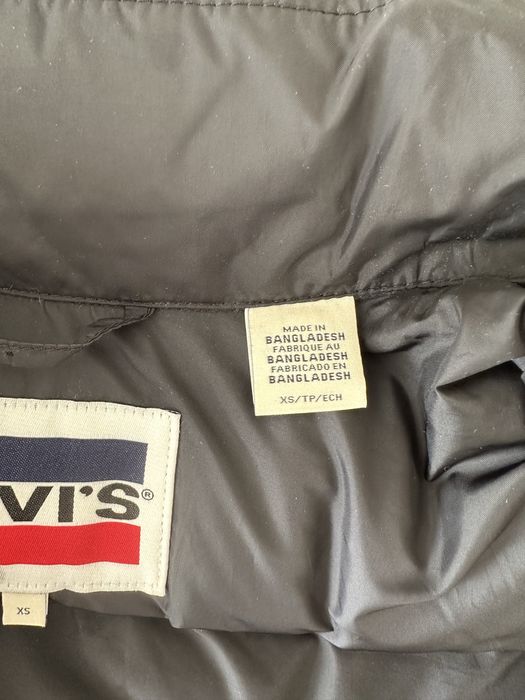 MADE IN
BANGLADESH
FABRIQUE AU
BANGLADESH
FABRICADO EN
BANGLADESH
XS/TP/ECH
VI'S®
XS